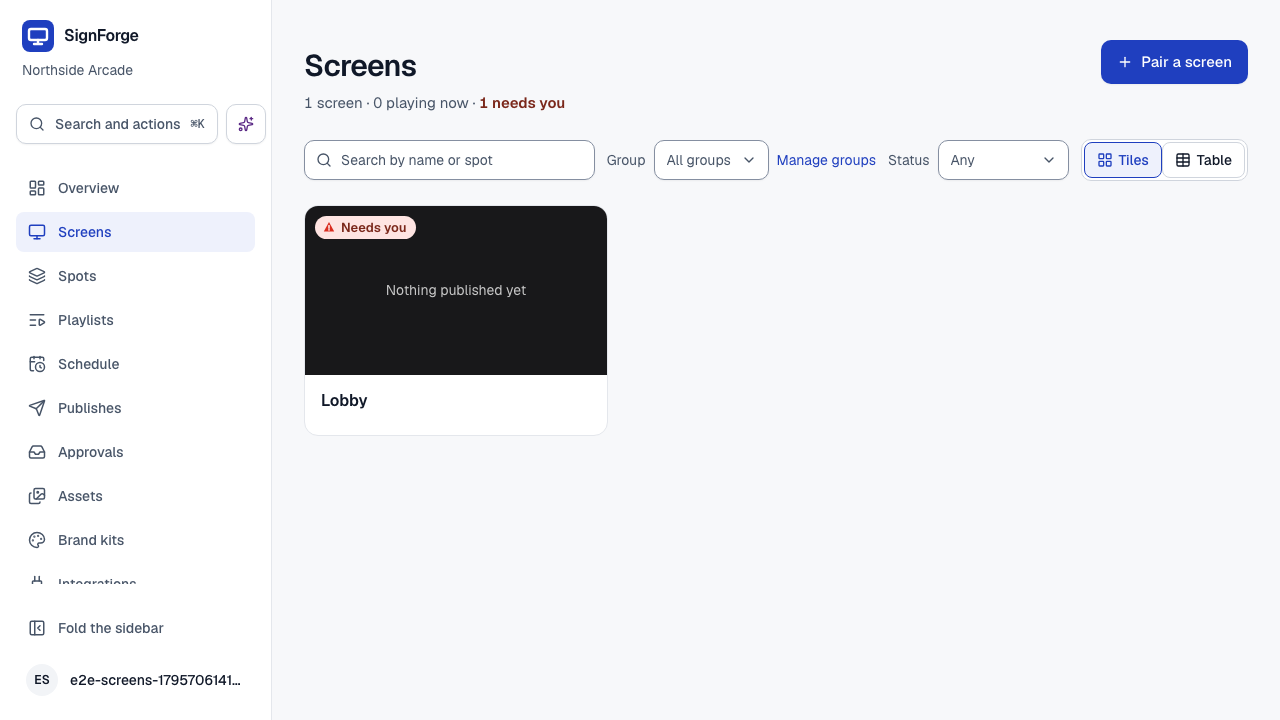 SignForge
Northside Arcade
Search and actions ⌘K
Overview
Screens
Spots
Playlists
Schedule
Publishes
Approvals
Assets
Brand kits
Integrations
Fold the sidebar
ES e2e-screens-1795706141…
Screens
Pair a screen
1 screen · 0 playing now · 1 needs you
Search by name or spot Group All groups Manage groups Status Any Tiles Table
Needs you
Nothing published yet
Lobby